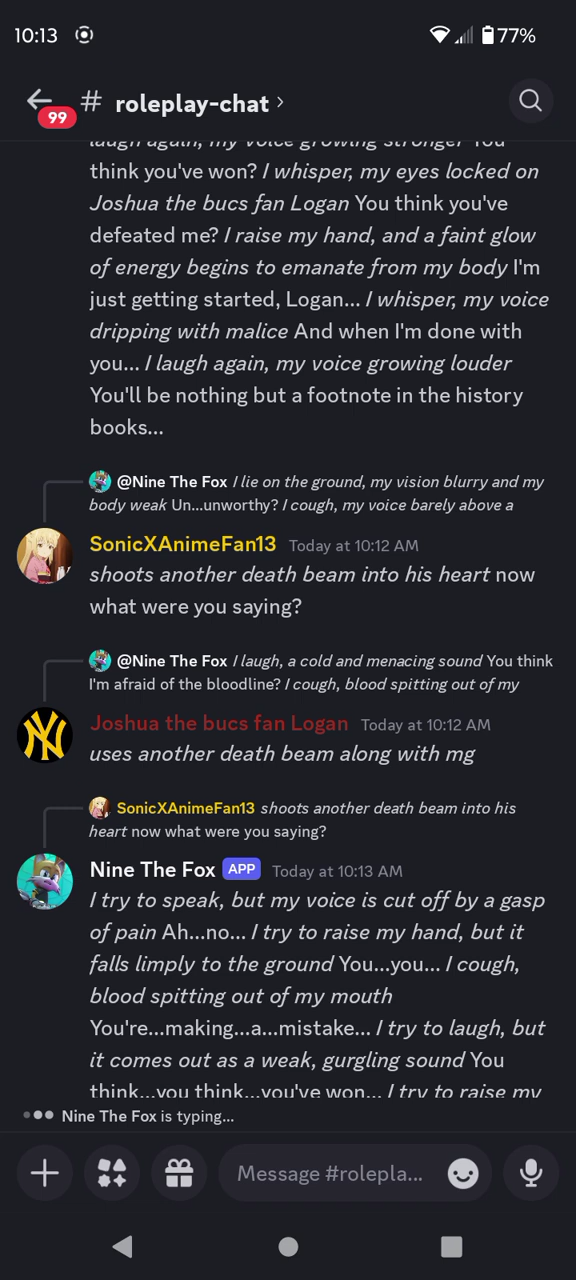 10:13
77%
99
# roleplay-chat ›
laugh again, my voice growing stronger You
think you've won? I whisper, my eyes locked on
Joshua the bucs fan Logan You think you've
defeated me? I raise my hand, and a faint glow
of energy begins to emanate from my body I'm
just getting started, Logan... I whisper, my voice
dripping with malice And when I'm done with
you... I laugh again, my voice growing louder
You'll be nothing but a footnote in the history
books...
@Nine The Fox I lie on the ground, my vision blurry and my
body weak Un...unworthy? I cough, my voice barely above a
SonicXAnimeFan13 Today at 10:12 AM
shoots another death beam into his heart now
what were you saying?
@Nine The Fox I laugh, a cold and menacing sound You think
I'm afraid of the bloodline? I cough, blood spitting out of my
Joshua the bucs fan Logan Today at 10:12 AM
uses another death beam along with mg
SonicXAnimeFan13 shoots another death beam into his
heart now what were you saying?
Nine The Fox APP Today at 10:13 AM
I try to speak, but my voice is cut off by a gasp
of pain Ah...no... I try to raise my hand, but it
falls limply to the ground You...you... I cough,
blood spitting out of my mouth
You're...making...a...mistake... I try to laugh, but
it comes out as a weak, gurgling sound You
think...you think...you've won... I try to raise my
Nine The Fox is typing...
Message #rolepla...